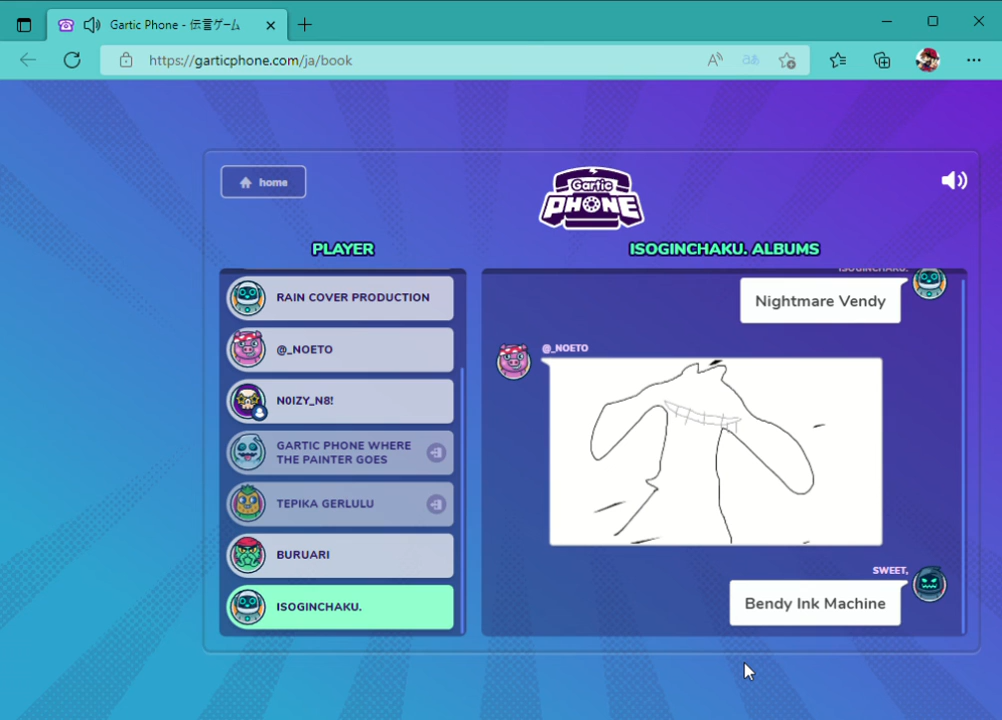 Gartic Phone - 伝言ゲーム
https://garticphone.com/ja/book
home
Gartic
PHONE
PLAYER
ISOGINCHAKU. ALBUMS
RAIN COVER PRODUCTION
@_NOETO
N0IZY_N8!
GARTIC PHONE WHERE
THE PAINTER GOES
TEPIKA GERLULU
BURUARI
ISOGINCHAKU.
ISOGINCHAKU.
Nightmare Vendy
@_NOETO
SWEET,
Bendy Ink Machine